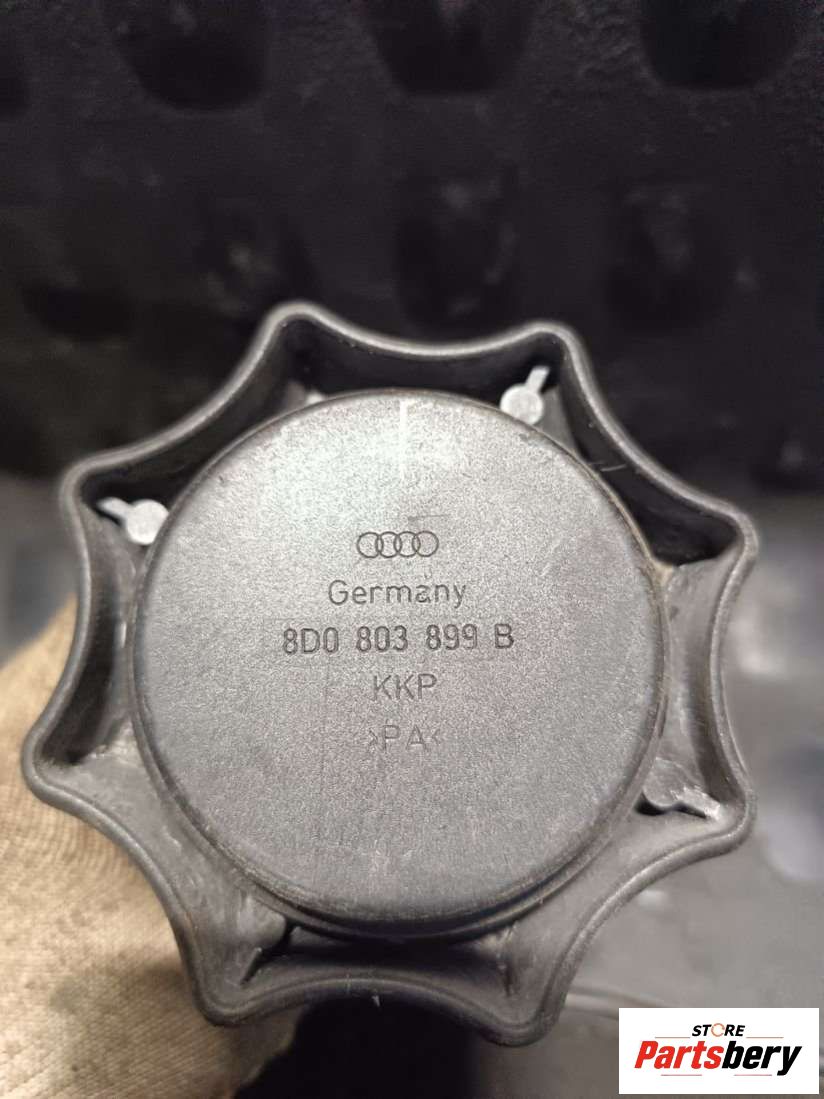 Germany
8D0 803 899 B
KKP
>PA<
STORE
Partsbery